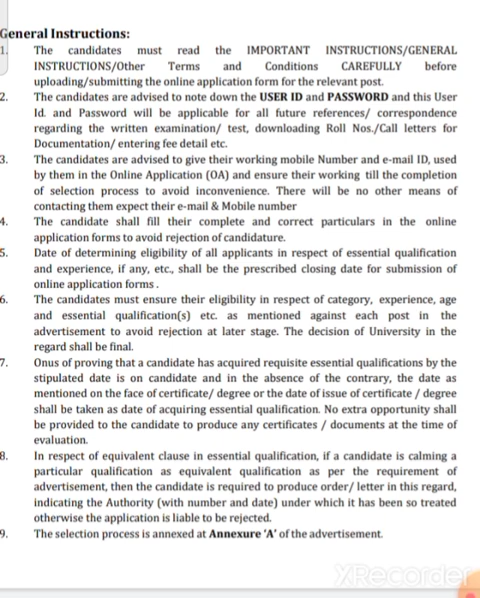 General Instructions:
1. The candidates must read the IMPORTANT INSTRUCTIONS/GENERAL
INSTRUCTIONS/Other Terms and Conditions CAREFULLY before
uploading/submitting the online application form for the relevant post.
2. The candidates are advised to note down the USER ID and PASSWORD and this User
Id. and Password will be applicable for all future references/ correspondence
regarding the written examination/ test, downloading Roll Nos./Call letters for
Documentation/ entering fee detail etc.
3. The candidates are advised to give their working mobile Number and e-mail ID, used
by them in the Online Application (OA) and ensure their working till the completion
of selection process to avoid inconvenience. There will be no other means of
contacting them expect their e-mail & Mobile number
4. The candidate shall fill their complete and correct particulars in the online
application forms to avoid rejection of candidature.
5. Date of determining eligibility of all applicants in respect of essential qualification
and experience, if any, etc., shall be the prescribed closing date for submission of
online application forms .
6. The candidates must ensure their eligibility in respect of category, experience, age
and essential qualification(s) etc. as mentioned against each post in the
advertisement to avoid rejection at later stage. The decision of University in the
regard shall be final.
7. Onus of proving that a candidate has acquired requisite essential qualifications by the
stipulated date is on candidate and in the absence of the contrary, the date as
mentioned on the face of certificate/ degree or the date of issue of certificate / degree
shall be taken as date of acquiring essential qualification. No extra opportunity shall
be provided to the candidate to produce any certificates / documents at the time of
evaluation.
8. In respect of equivalent clause in essential qualification, if a candidate is calming a
particular qualification as equivalent qualification as per the requirement of
advertisement, then the candidate is required to produce order/ letter in this regard,
indicating the Authority (with number and date) under which it has been so treated
otherwise the application is liable to be rejected.
9. The selection process is annexed at Annexure 'A' of the advertisement.
XRecorder